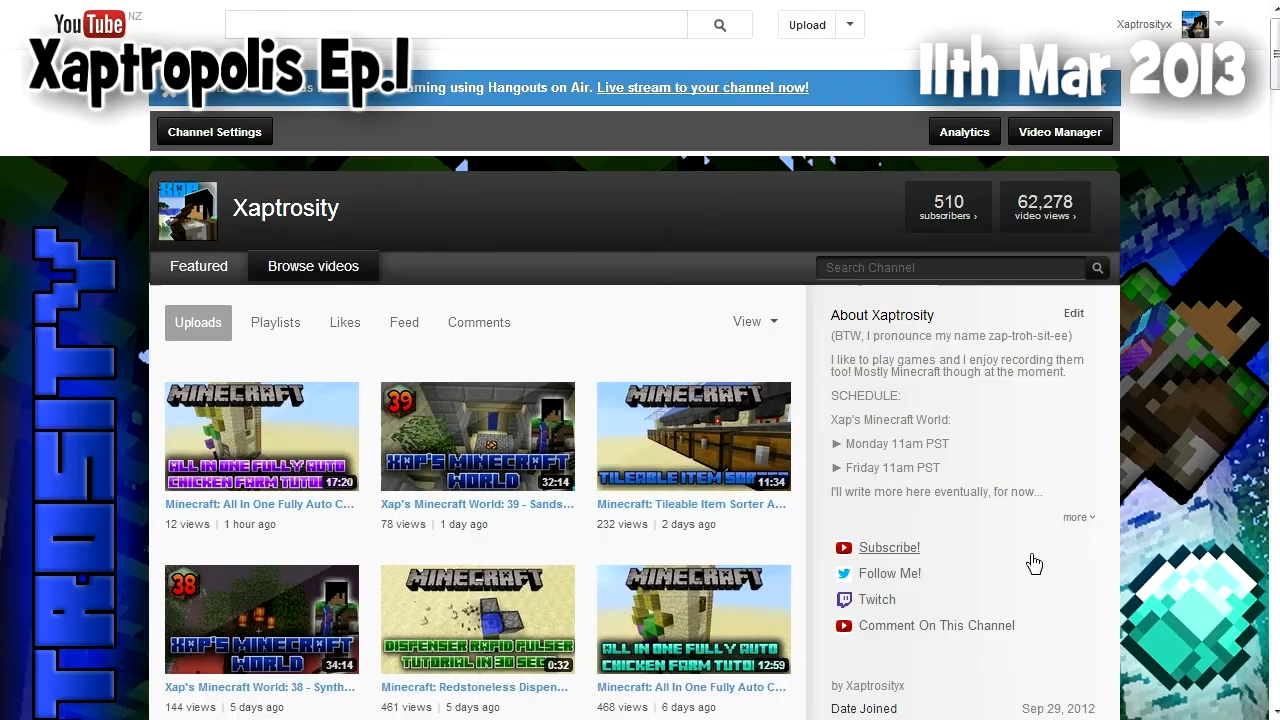 YouTube NZ
Upload
Xaptrosityx
Xaptropolis Ep.1
11th Mar 2013
aming using Hangouts on Air. Live stream to your channel now!
Channel Settings
Analytics
Video Manager
XAP
Xaptrosity
510 subscribers ›
62,278 video views ›
Featured
Browse videos
Search Channel
Uploads
Playlists
Likes
Feed
Comments
View
About Xaptrosity
Edit
(BTW, I pronounce my name zap-troh-sit-ee)
I like to play games and I enjoy recording them
too! Mostly Minecraft though at the moment.
SCHEDULE:
Xap's Minecraft World:
► Monday 11am PST
► Friday 11am PST
I'll write more here eventually, for now...
more
Subscribe!
Follow Me!
Twitch
Comment On This Channel
by Xaptrosityx
Date Joined
Sep 29, 2012
MINECRAFT
ALL IN ONE FULLY AUTO
CHICKEN FARM TUTO
17:20
Minecraft: All In One Fully Auto C...
12 views | 1 hour ago
39
XAP'S MINECRAFT
WORLD
32:14
Xap's Minecraft World: 39 - Sands...
78 views | 1 day ago
MINECRAFT
TILEABLE ITEM SOR
11:34
Minecraft: Tileable Item Sorter A...
232 views | 2 days ago
38
XAP'S MINECRAFT
WORLD
34:14
Xap's Minecraft World: 38 - Synth...
144 views | 5 days ago
MINECRAFT
DISPENSER RAPID PULSER
TUTORIAL IN 30 SEC
0:32
Minecraft: Redstoneless Dispen...
461 views | 5 days ago
MINECRAFT
ALL IN ONE FULLY AUTO
CHICKEN FARM TUTO
12:59
Minecraft: All In One Fully Auto C...
468 views | 6 days ago
TROSITY